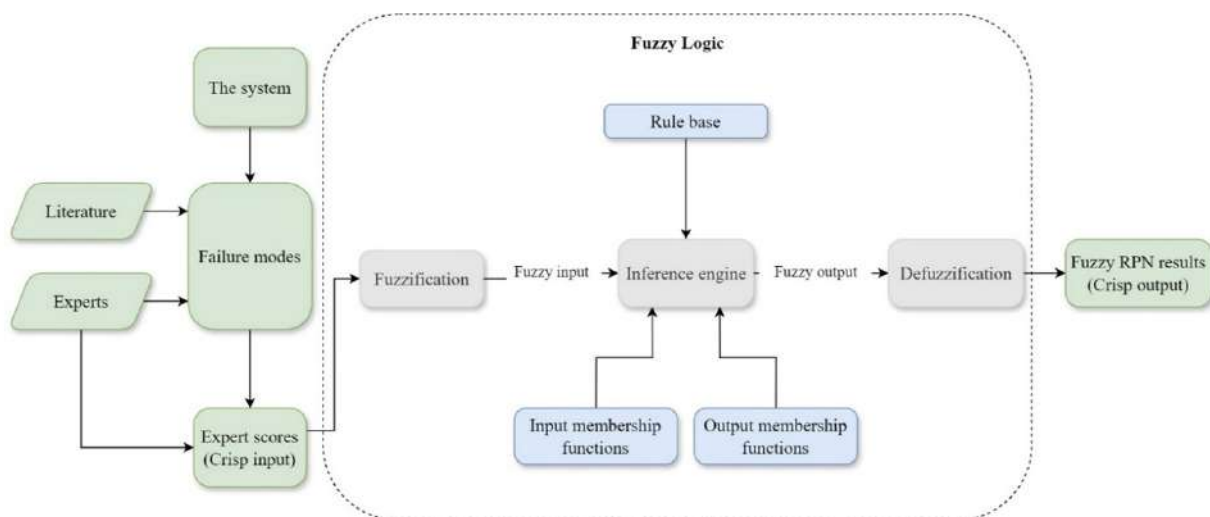 Fuzzy Logic
The system
Rule base
Literature
Failure modes
Experts
Fuzzification
Fuzzy input
Inference engine
Fuzzy output
Defuzzification
Fuzzy RPN results
(Crisp output)
Expert scores
(Crisp input)
Input membership
functions
Output membership
functions